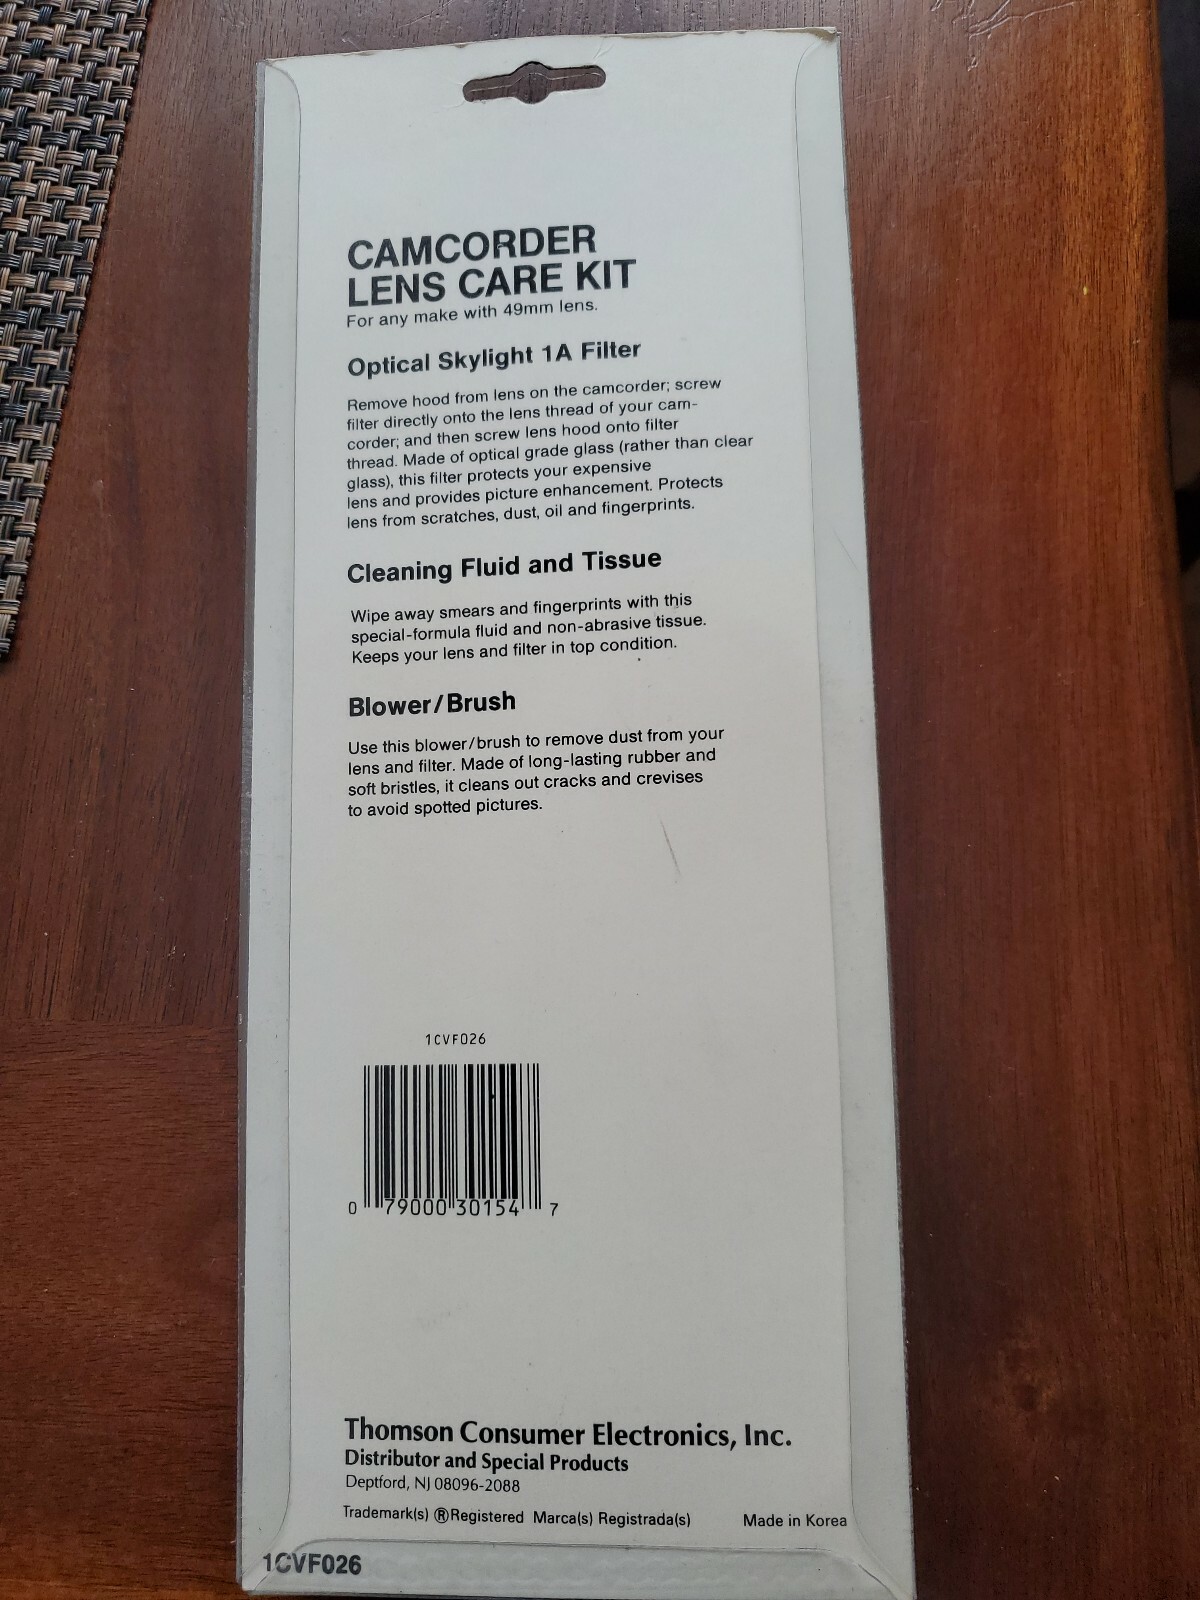 CAMCORDER
LENS CARE KIT
For any make with 49mm lens.
Optical Skylight 1A Filter
Remove hood from lens on the camcorder; screw
filter directly onto the lens thread of your cam-
corder; and then screw lens hood onto filter
thread. Made of optical grade glass (rather than clear
glass), this filter protects your expensive
lens and provides picture enhancement. Protects
lens from scratches, dust, oil and fingerprints.
Cleaning Fluid and Tissue
Wipe away smears and fingerprints with this
special-formula fluid and non-abrasive tissue.
Keeps your lens and filter in top condition.
Blower/Brush
Use this blower/brush to remove dust from your
lens and filter. Made of long-lasting rubber and
soft bristles, it cleans out cracks and crevises
to avoid spotted pictures.
1CVF026
0 79000 30154 7
Thomson Consumer Electronics, Inc.
Distributor and Special Products
Deptford, NJ 08096-2088
Trademark(s) ®Registered Marca(s) Registrada(s) Made in Korea
1CVF026